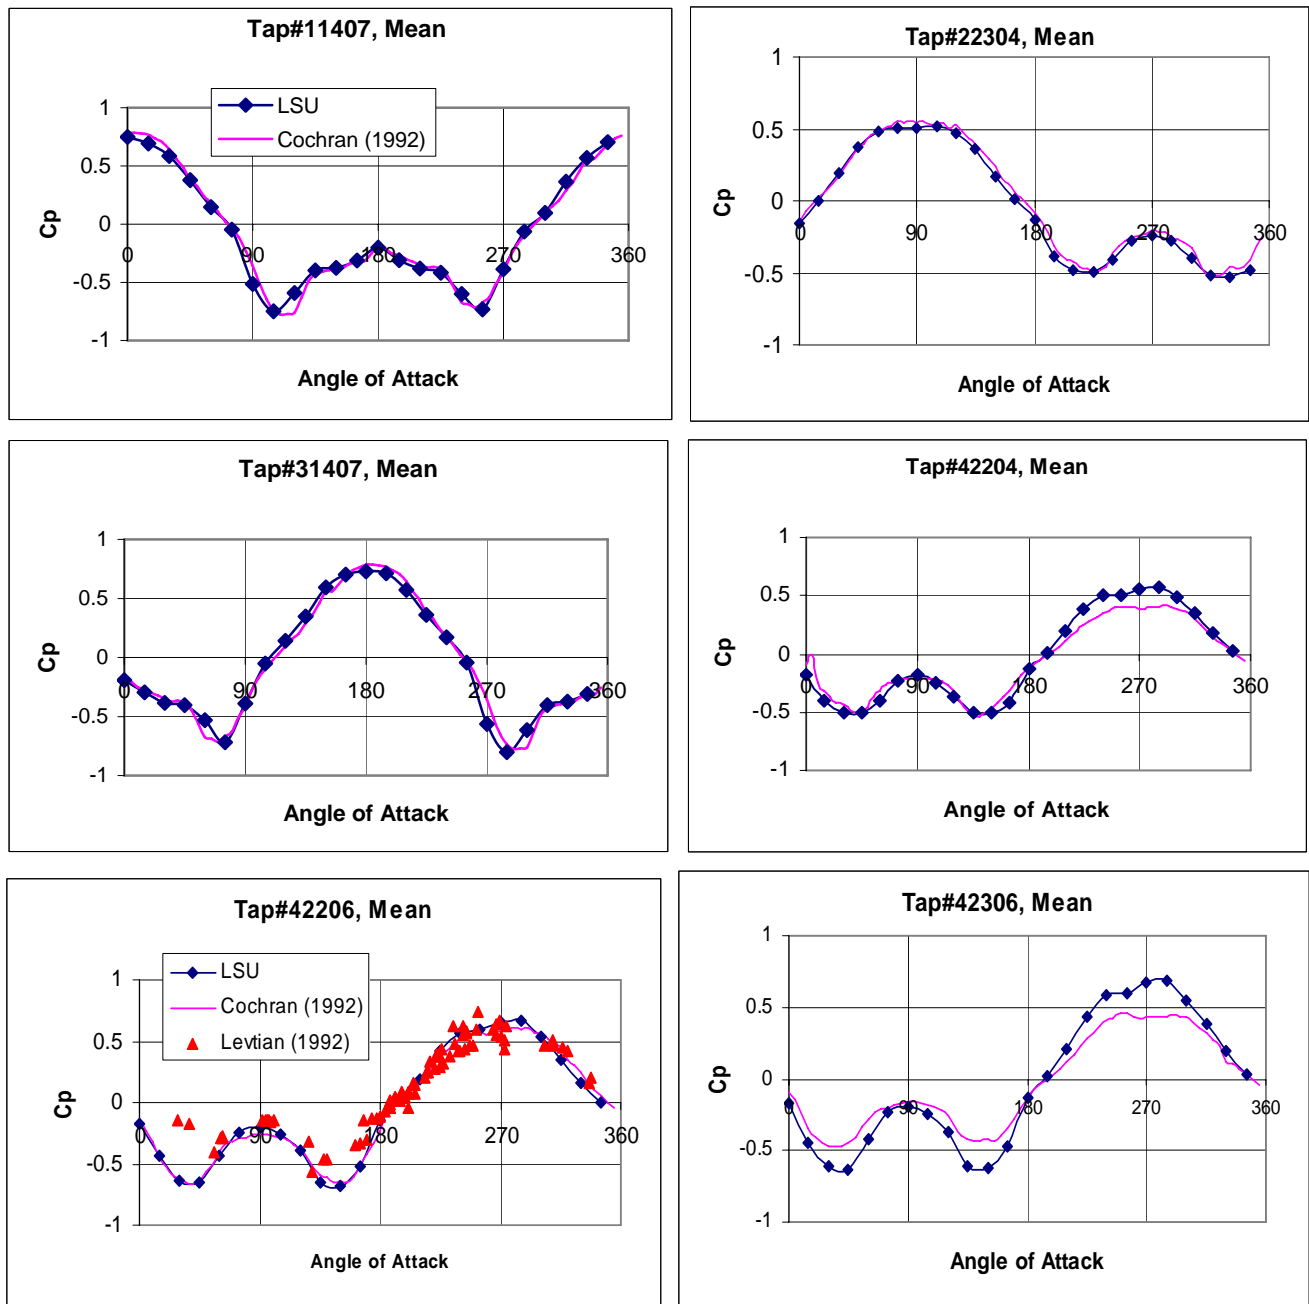 Tap#11407, Mean
1
0.5
0
-0.5
-1
0
90
180
270
360
LSU
Cochran (1992)
Cp
Angle of Attack
Tap#22304, Mean
1
0.5
0
-0.5
-1
0
90
180
270
360
Cp
Angle of Attack
Tap#31407, Mean
1
0.5
0
-0.5
-1
0
90
180
270
360
Cp
Angle of Attack
Tap#42204, Mean
1
0.5
0
-0.5
-1
0
90
180
270
360
Cp
Angle of Attack
Tap#42206, Mean
LSU
Cochran (1992)
Levtian (1992)
1
0.5
0
-0.5
-1
0
90
180
270
360
Cp
Angle of Attack
Tap#42306, Mean
1
0.5
0
-0.5
-1
0
90
180
270
360
Cp
Angle of Attack